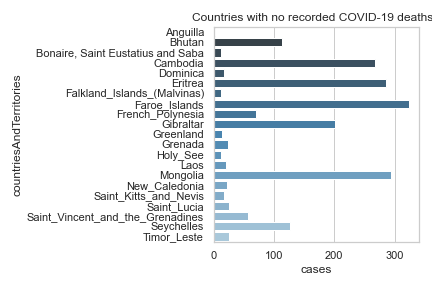 Countries with no recorded COVID-19 deaths
countriesAndTerritories
Anguilla
Bhutan
Bonaire, Saint Eustatius and Saba
Cambodia
Dominica
Eritrea
Falkland_Islands_(Malvinas)
Faroe_Islands
French_Polynesia
Gibraltar
Greenland
Grenada
Holy_See
Laos
Mongolia
New_Caledonia
Saint_Kitts_and_Nevis
Saint_Lucia
Saint_Vincent_and_the_Grenadines
Seychelles
Timor_Leste
0 100 200 300
cases